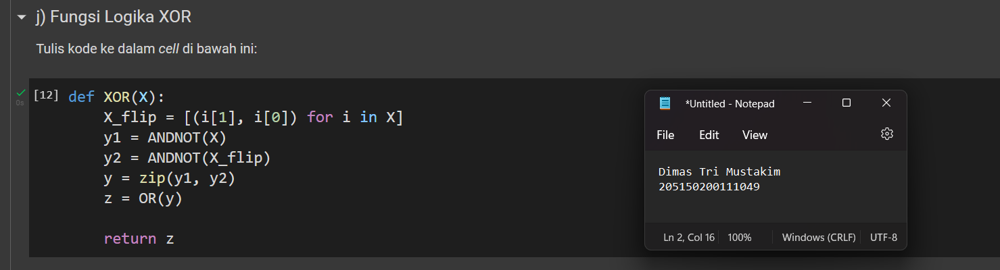 j) Fungsi Logika XOR
Tulis kode ke dalam cell di bawah ini:
0s
[12] def XOR(X):
    X_flip = [(i[1], i[0]) for i in X]
    y1 = ANDNOT(X)
    y2 = ANDNOT(X_flip)
    y = zip(y1, y2)
    z = OR(y)
    return z
*Untitled - Notepad
File Edit View
Dimas Tri Mustakim
205150200111049
Ln 2, Col 16 100% Windows (CRLF) UTF-8